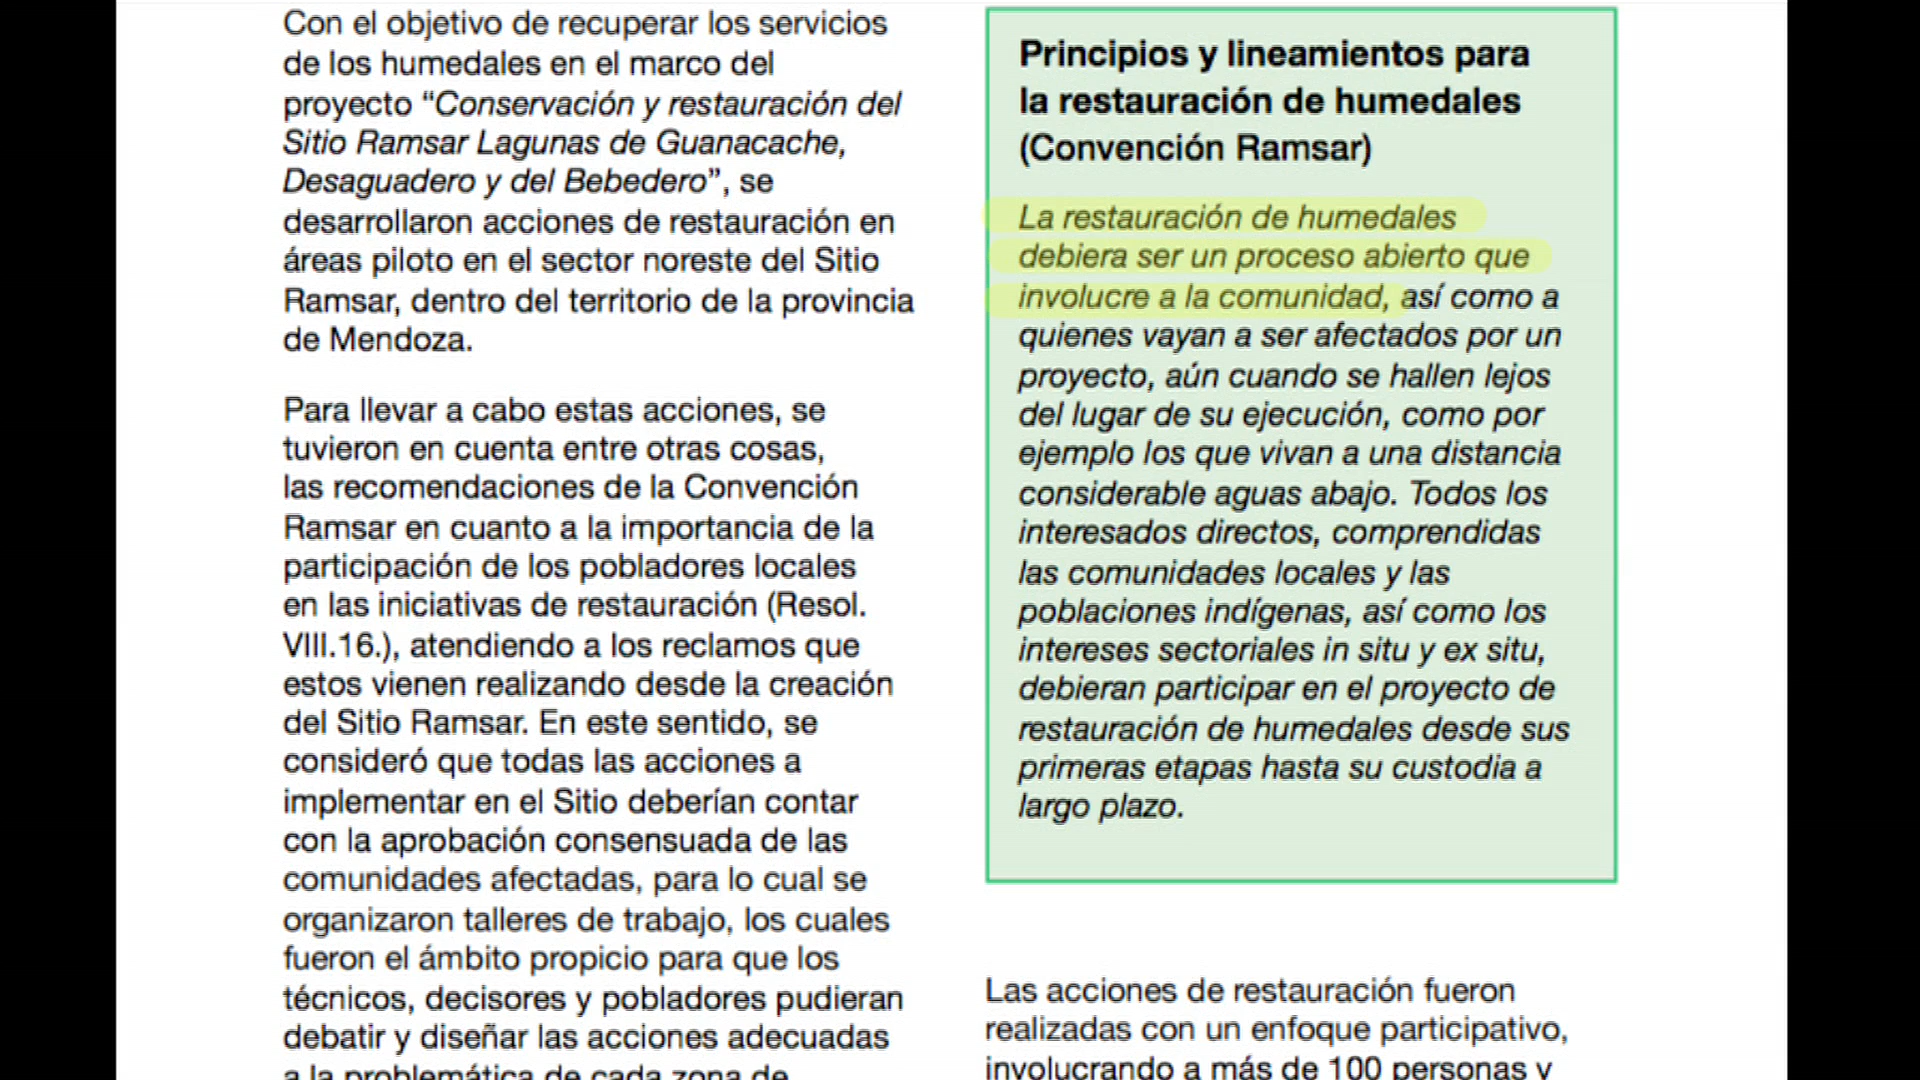 Con el objetivo de recuperar los servicios
de los humedales en el marco del
proyecto “Conservación y restauración del
Sitio Ramsar Lagunas de Guanacache,
Desaguadero y del Bebedero”, se
desarrollaron acciones de restauración en
áreas piloto en el sector noreste del Sitio
Ramsar, dentro del territorio de la provincia
de Mendoza.
Para llevar a cabo estas acciones, se
tuvieron en cuenta entre otras cosas,
las recomendaciones de la Convención
Ramsar en cuanto a la importancia de la
participación de los pobladores locales
en las iniciativas de restauración (Resol.
VIII.16.), atendiendo a los reclamos que
estos vienen realizando desde la creación
del Sitio Ramsar. En este sentido, se
consideró que todas las acciones a
implementar en el Sitio deberían contar
con la aprobación consensuada de las
comunidades afectadas, para lo cual se
organizaron talleres de trabajo, los cuales
fueron el ámbito propicio para que los
técnicos, decisores y pobladores pudieran
debatir y diseñar las acciones adecuadas
a la problemática de cada zona de
Principios y lineamientos para
la restauración de humedales
(Convención Ramsar)
La restauración de humedales
debiera ser un proceso abierto que
involucre a la comunidad, así como a
quienes vayan a ser afectados por un
proyecto, aún cuando se hallen lejos
del lugar de su ejecución, como por
ejemplo los que vivan a una distancia
considerable aguas abajo. Todos los
interesados directos, comprendidas
las comunidades locales y las
poblaciones indígenas, así como los
intereses sectoriales in situ y ex situ,
debieran participar en el proyecto de
restauración de humedales desde sus
primeras etapas hasta su custodia a
largo plazo.
Las acciones de restauración fueron
realizadas con un enfoque participativo,
involucrando a más de 100 personas y